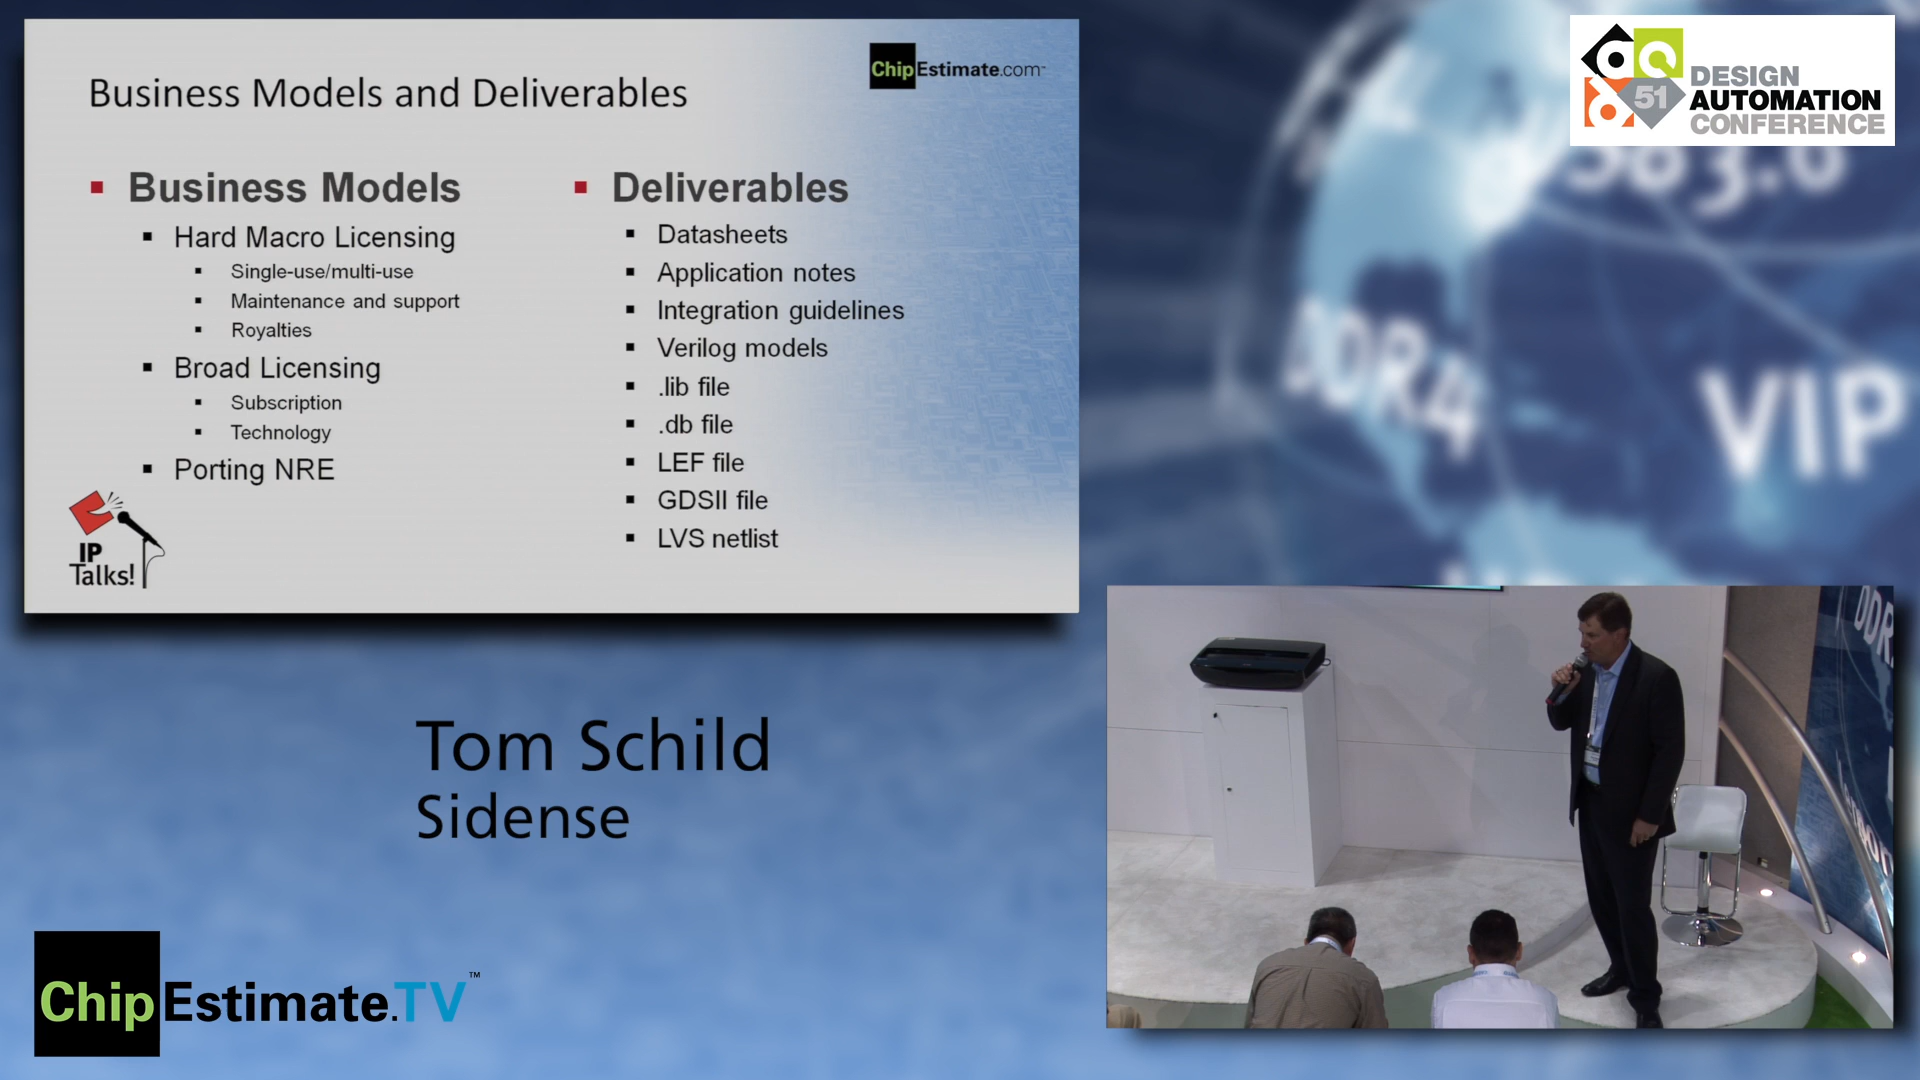 Business Models and Deliverables
ChipEstimate.com
Business Models
Hard Macro Licensing
Single-use/multi-use
Maintenance and support
Royalties
Broad Licensing
Subscription
Technology
Porting NRE
Deliverables
Datasheets
Application notes
Integration guidelines
Verilog models
.lib file
.db file
LEF file
GDSII file
LVS netlist
IP
Talks!
51
DESIGN
AUTOMATION
CONFERENCE
DDR4
VIP
Tom Schild
Sidense
ChipEstimate.TV™
DDR